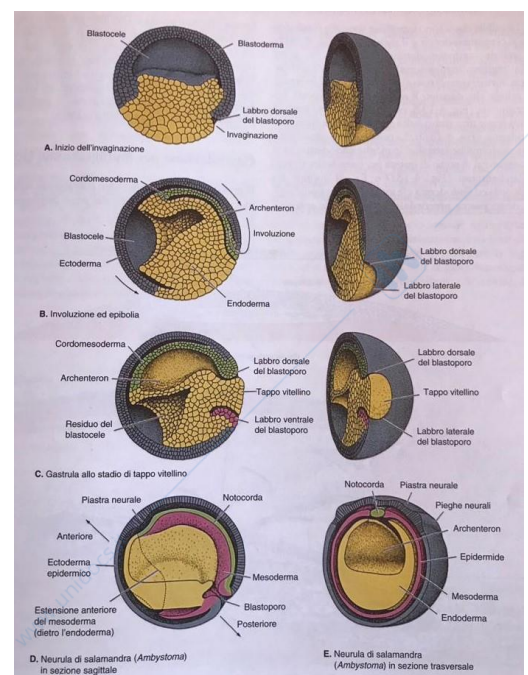 Blastocele
Blastoderma
Labbro dorsale
del blastoporo
Invaginazione
A. Inizio dell'invaginazione
Cordomesoderma
Archenteron
Involuzione
Blastocele
Ectoderma
Endoderma
Labbro dorsale
del blastoporo
Labbro laterale
del blastoporo
B. Involuzione ed epibolia
Cordomesoderma
Archenteron
Residuo del
blastocele
Labbro dorsale
del blastoporo
Tappo vitellino
Labbro ventrale
del blastoporo
Labbro dorsale
del blastoporo
Tappo vitellino
Labbro laterale
del blastoporo
C. Gastrula allo stadio di tappo vitellino
Piastra neurale
Notocorda
Anteriore
Ectoderma
epidermico
Estensione anteriore
del mesoderma
(dietro l'endoderma)
Mesoderma
Blastoporo
Posteriore
D. Neurula di salamandra (Ambystoma)
in sezione sagittale
Notocorda
Piastra neurale
Pieghe neurali
Archenteron
Epidermide
Mesoderma
Endoderma
E. Neurula di salamandra
(Ambystoma) in sezione trasversale